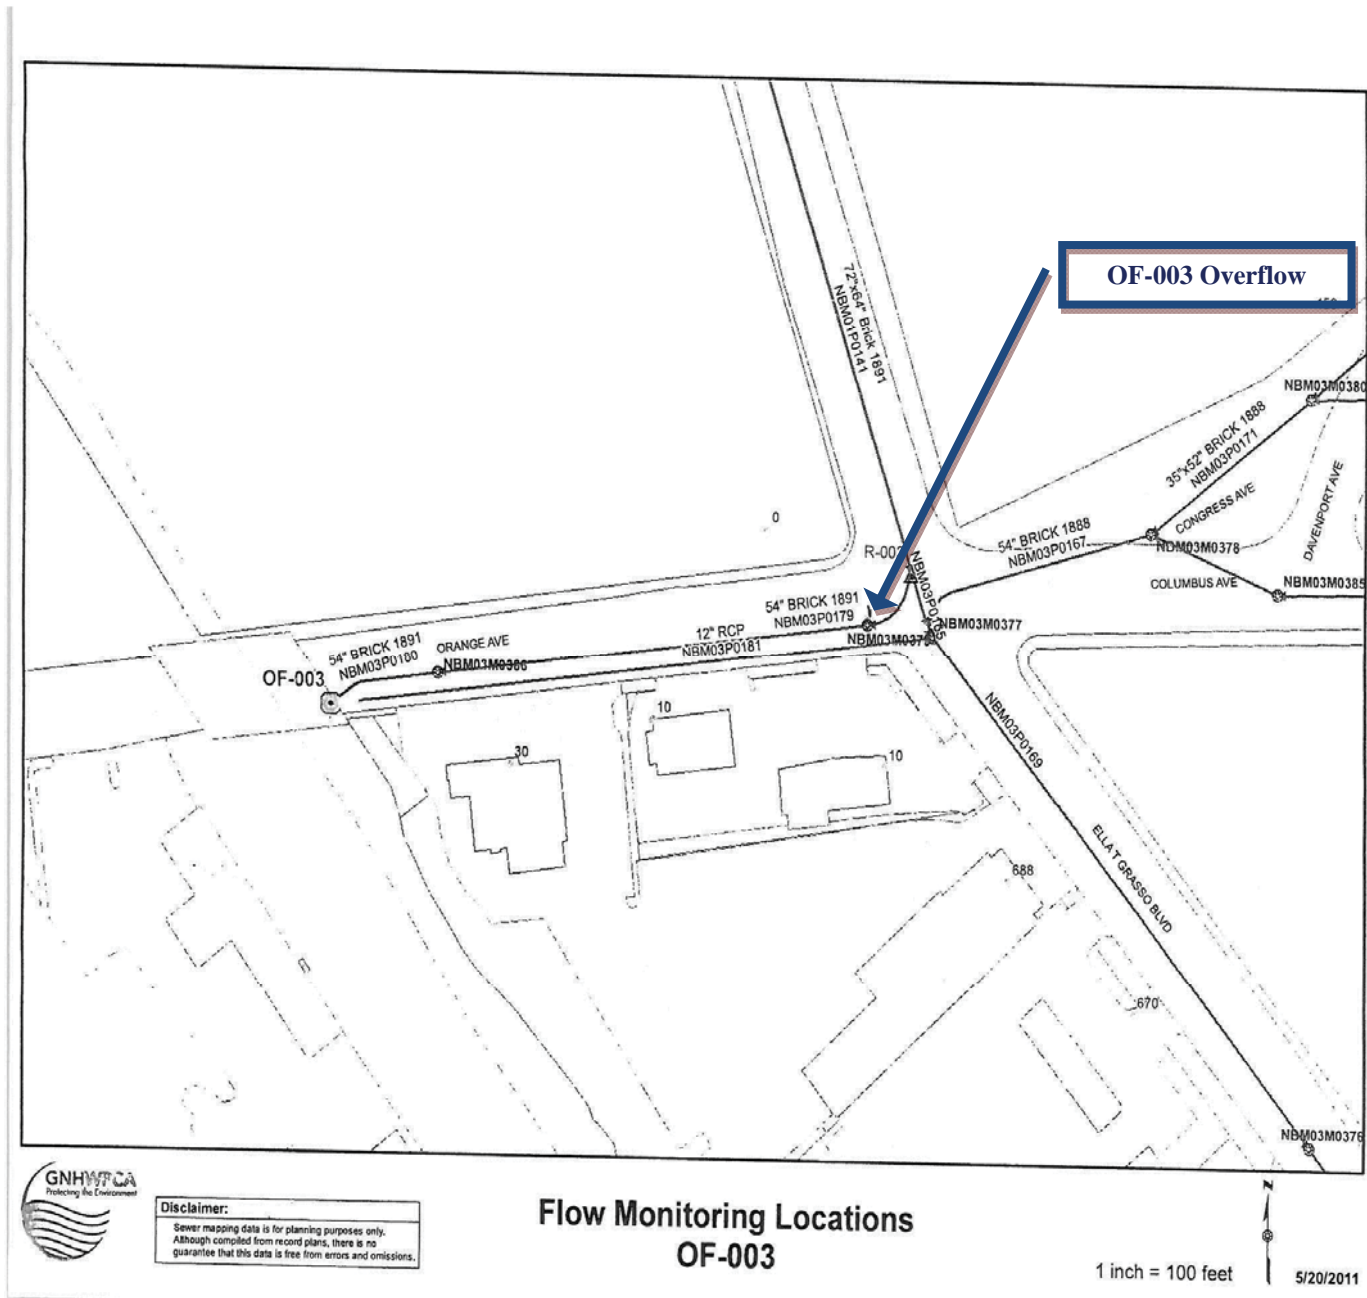 OF-003 Overflow
150
72"x64" Brick 1891
NBM01P0141
NBM03M0380
35"x52" BRICK 1888
NBM03P0171
CONGRESS AVE
DAVENPORT AVE
0
54" BRICK 1888
NBM03P0167
NBM03M0378
R-003
COLUMBUS AVE
NBM03M0385
54" BRICK 1891
NBM03P0179
NBM03M0377
12" RCP
NBM03P0181
54" BRICK 1891
ORANGE AVE
NBM03M0386
OF-003
NBM03P0169
10
30
10
ELLA T GRASSO BLVD
688
670
NBM03M0376
GNHWPCA
Protecting the Environment
Disclaimer:
Sewer mapping data is for planning purposes only.
Although compiled from record plans, there is no
guarantee that this data is free from errors and omissions.
Flow Monitoring Locations
OF-003
N
1 inch = 100 feet
5/20/2011